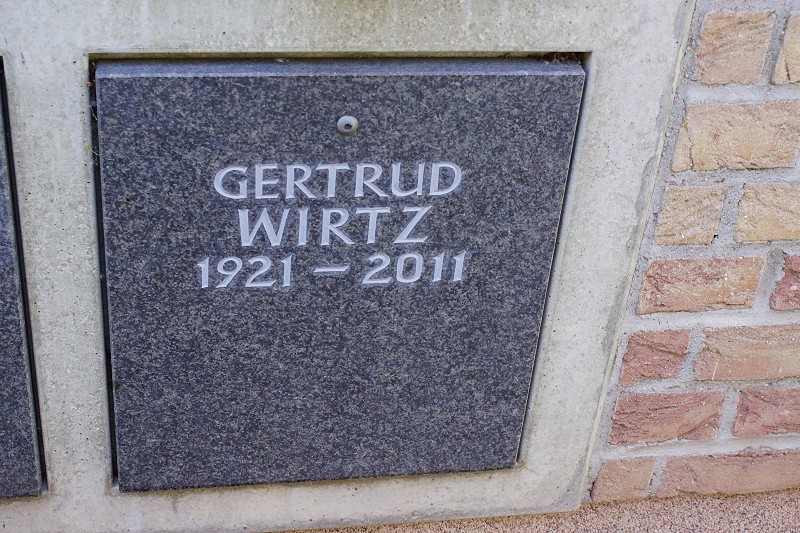 GERTRUD
WIRTZ
1921 – 2011